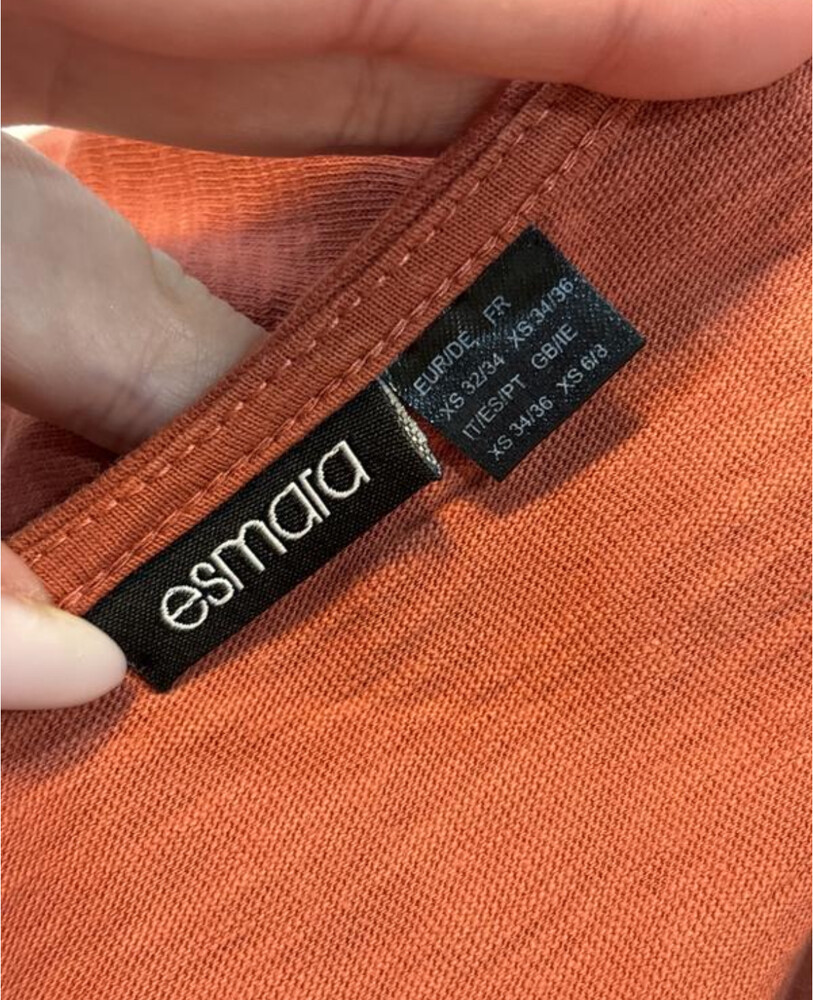 esmara
EUR/DE FR
XS 32/34 XS 34/36
IT/ES/PT GB/IE
XS 34/36 XS 6/8